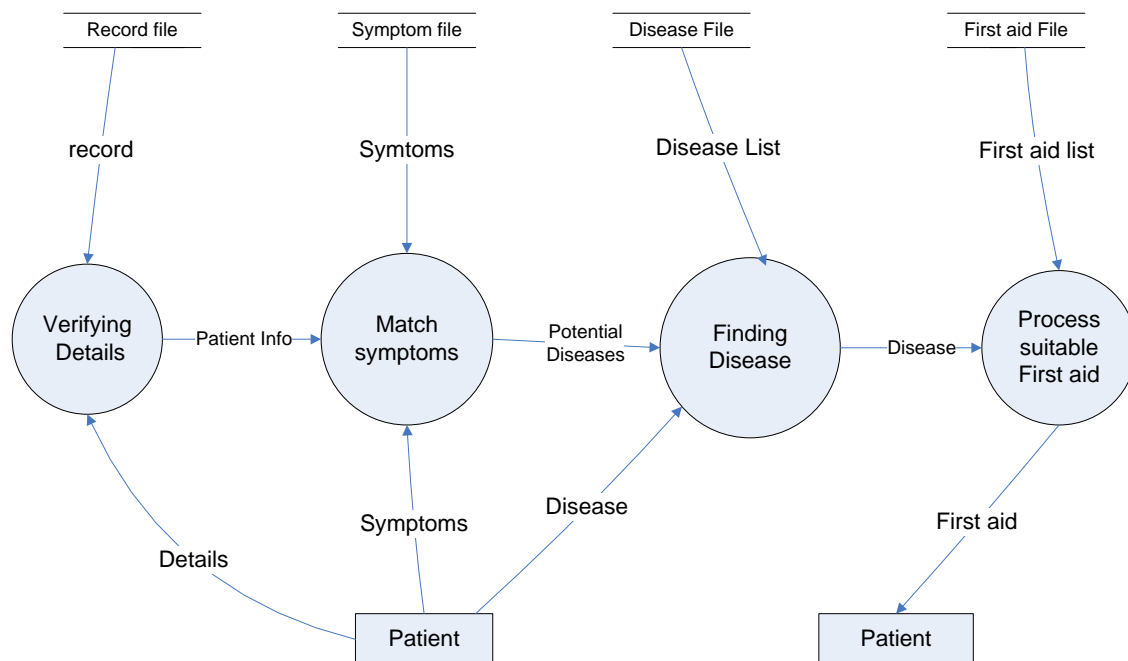 Record file
Symptom file
Disease File
First aid File
record
Symtoms
Disease List
First aid list
Verifying
Details
Patient Info
Match
symptoms
Potential
Diseases
Finding
Disease
Disease
Process
suitable
First aid
Details
Symptoms
Disease
First aid
Patient
Patient